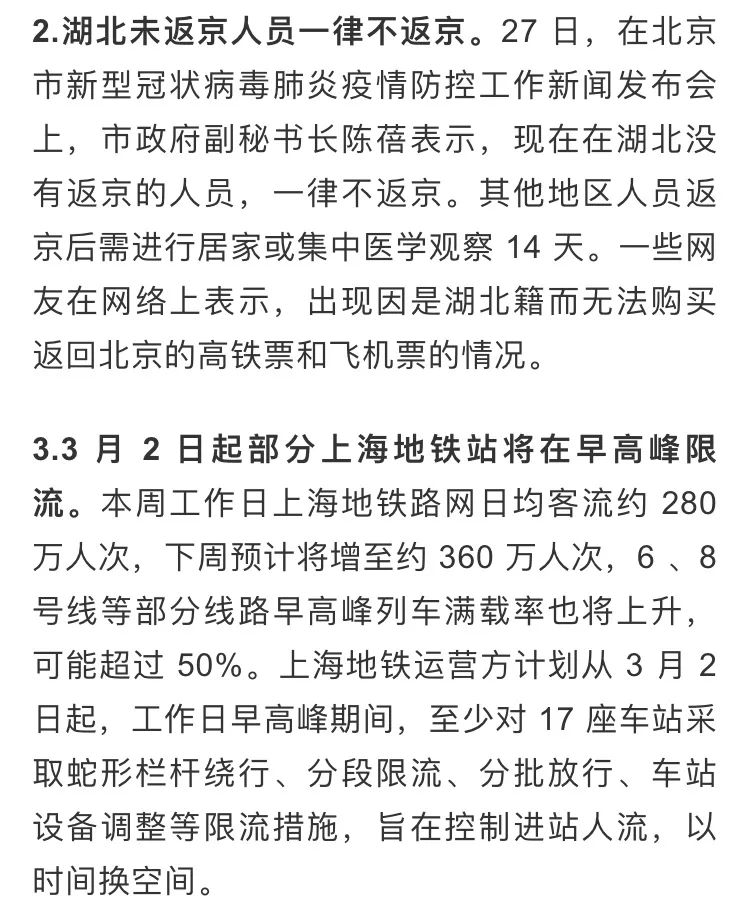 2.湖北未返京人员一律不返京。27 日，在北京
市新型冠状病毒肺炎疫情防控工作新闻发布会
上，市政府副秘书长陈蓓表示，现在在湖北没
有返京的人员，一律不返京。其他地区人员返
京后需进行居家或集中医学观察 14 天。一些网
友在网络上表示，出现因是湖北籍而无法购买
返回北京的高铁票和飞机票的情况。
3.3 月 2 日起部分上海地铁站将在早高峰限
流。本周工作日上海地铁路网日均客流约 280
万人次，下周预计将增至约 360 万人次，6 、8
号线等部分线路早高峰列车满载率也将上升，
可能超过 50%。上海地铁运营方计划从 3 月 2
日起，工作日早高峰期间，至少对 17 座车站采
取蛇形栏杆绕行、分段限流、分批放行、车站
设备调整等限流措施，旨在控制进站人流，以
时间换空间。